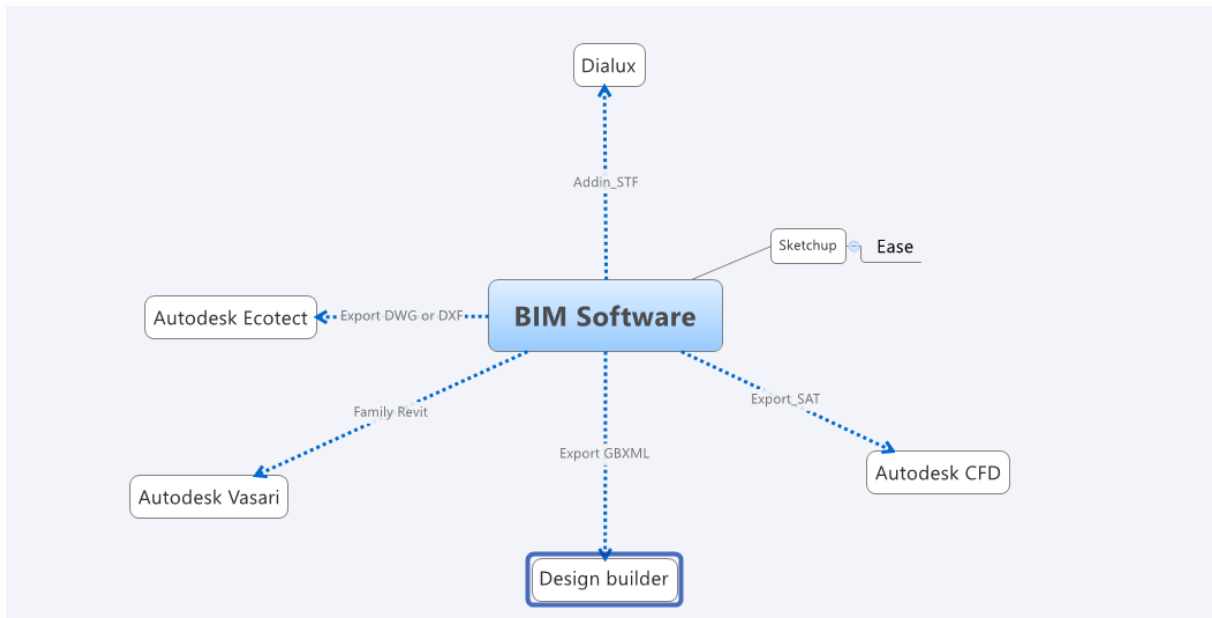 Dialux
Addin_STF
Sketchup
Ease
BIM Software
Export DWG or DXF
Autodesk Ecotect
Family Revit
Export_SAT
Export GBXML
Autodesk CFD
Autodesk Vasari
Design builder